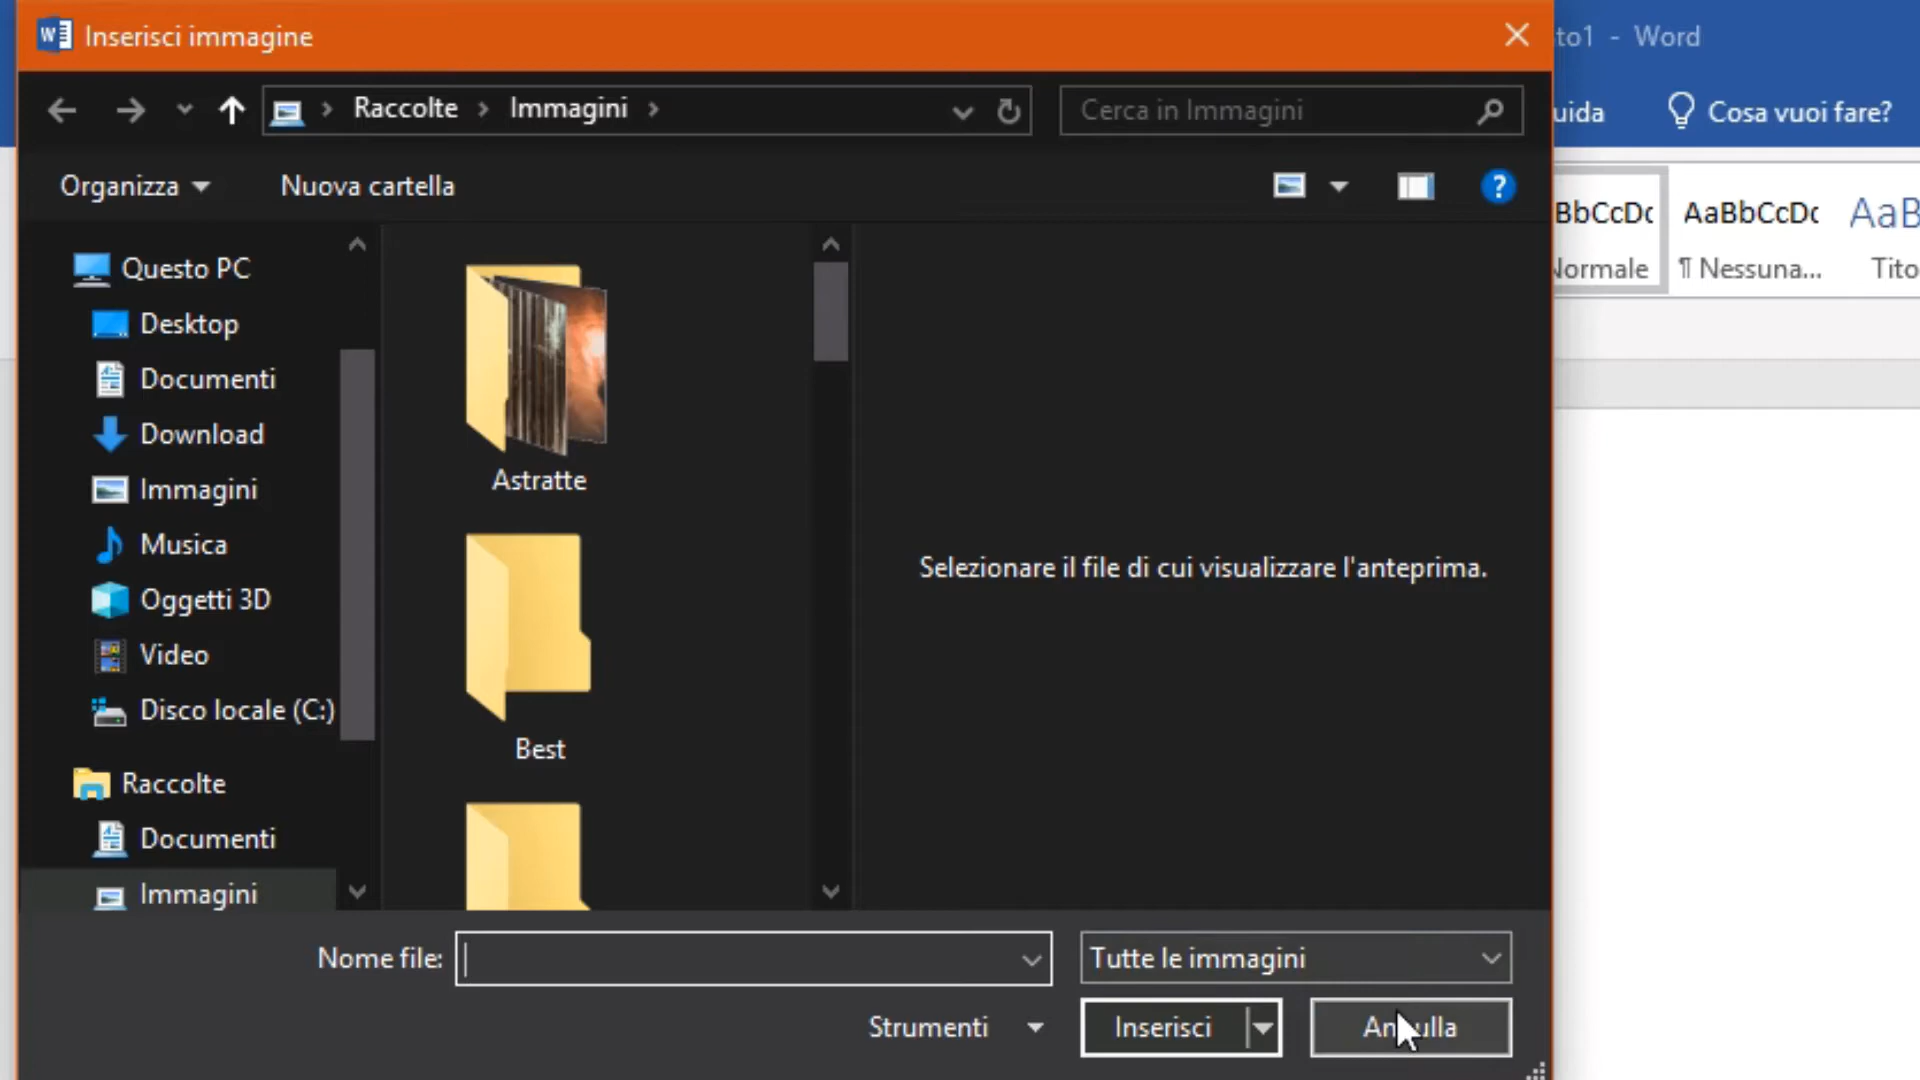 Inserisci immagine
to1 - Word
Raccolte > Immagini >
Cerca in Immagini
uida
Cosa vuoi fare?
Organizza
Nuova cartella
?
BbCcDc
AaBbCcDc
AaB
Normale
¶ Nessuna...
Tito
Questo PC
Desktop
Documenti
Download
Immagini
Musica
Oggetti 3D
Video
Disco locale (C:)
Raccolte
Documenti
Immagini
Astratte
Best
Selezionare il file di cui visualizzare l'anteprima.
Nome file:
Tutte le immagini
Strumenti
Inserisci
Annulla